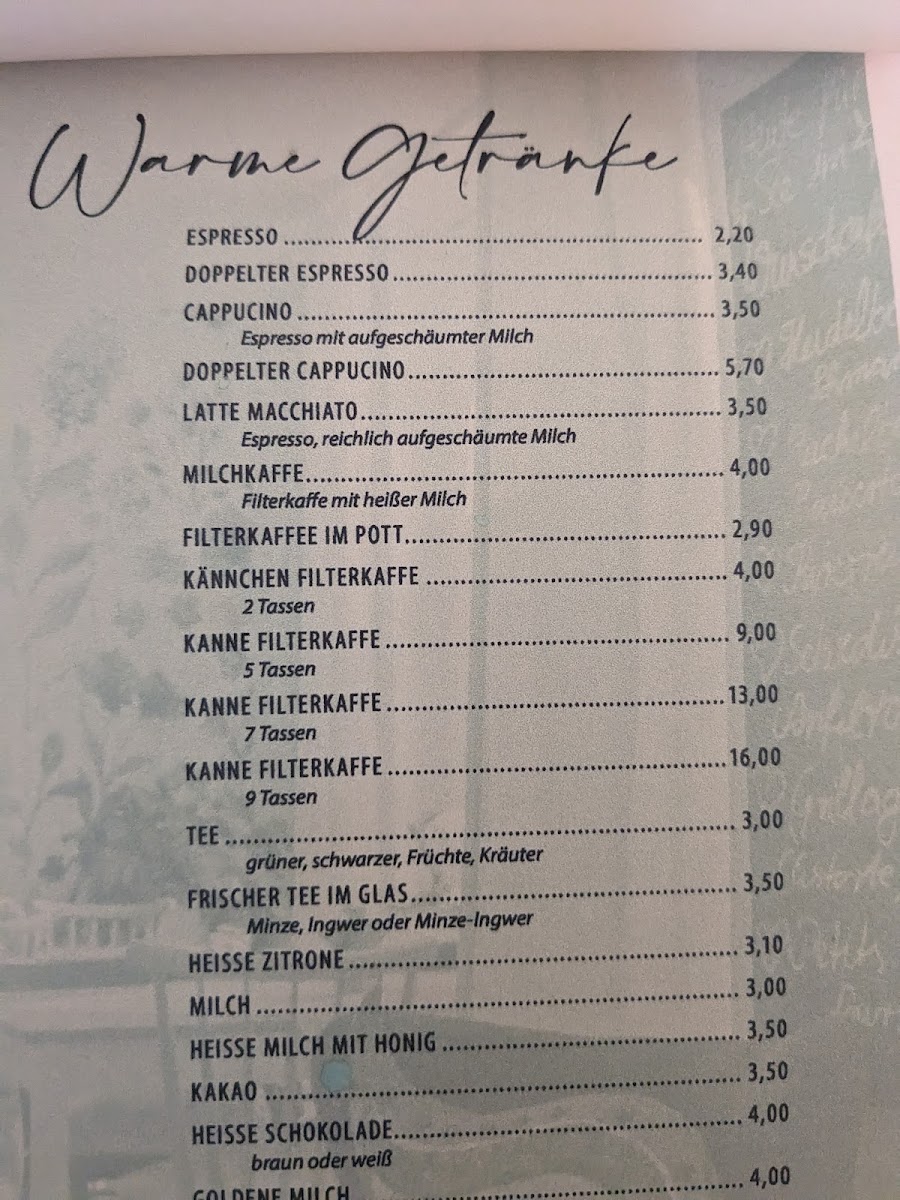 Warme Getränke
ESPRESSO ........ 2,20
DOPPELTER ESPRESSO ........ 3,40
CAPPUCINO ........ 3,50
Espresso mit aufgeschäumter Milch
DOPPELTER CAPPUCINO ........ 5,70
LATTE MACCHIATO ........ 3,50
Espresso, reichlich aufgeschäumte Milch
MILCHKAFFE ........ 4,00
Filterkaffe mit heißer Milch
FILTERKAFFEE IM POTT ........ 2,90
KÄNNCHEN FILTERKAFFE ........ 4,00
2 Tassen
KANNE FILTERKAFFE ........ 9,00
5 Tassen
KANNE FILTERKAFFE ........ 13,00
7 Tassen
KANNE FILTERKAFFE ........ 16,00
9 Tassen
TEE ........ 3,00
grüner, schwarzer, Früchte, Kräuter
FRISCHER TEE IM GLAS ........ 3,50
Minze, Ingwer oder Minze-Ingwer
HEISSE ZITRONE ........ 3,10
MILCH ........ 3,00
HEISSE MILCH MIT HONIG ........ 3,50
KAKAO ........ 3,50
HEISSE SCHOKOLADE ........ 4,00
braun oder weiß
GOLDENE MILCH ........ 4,00